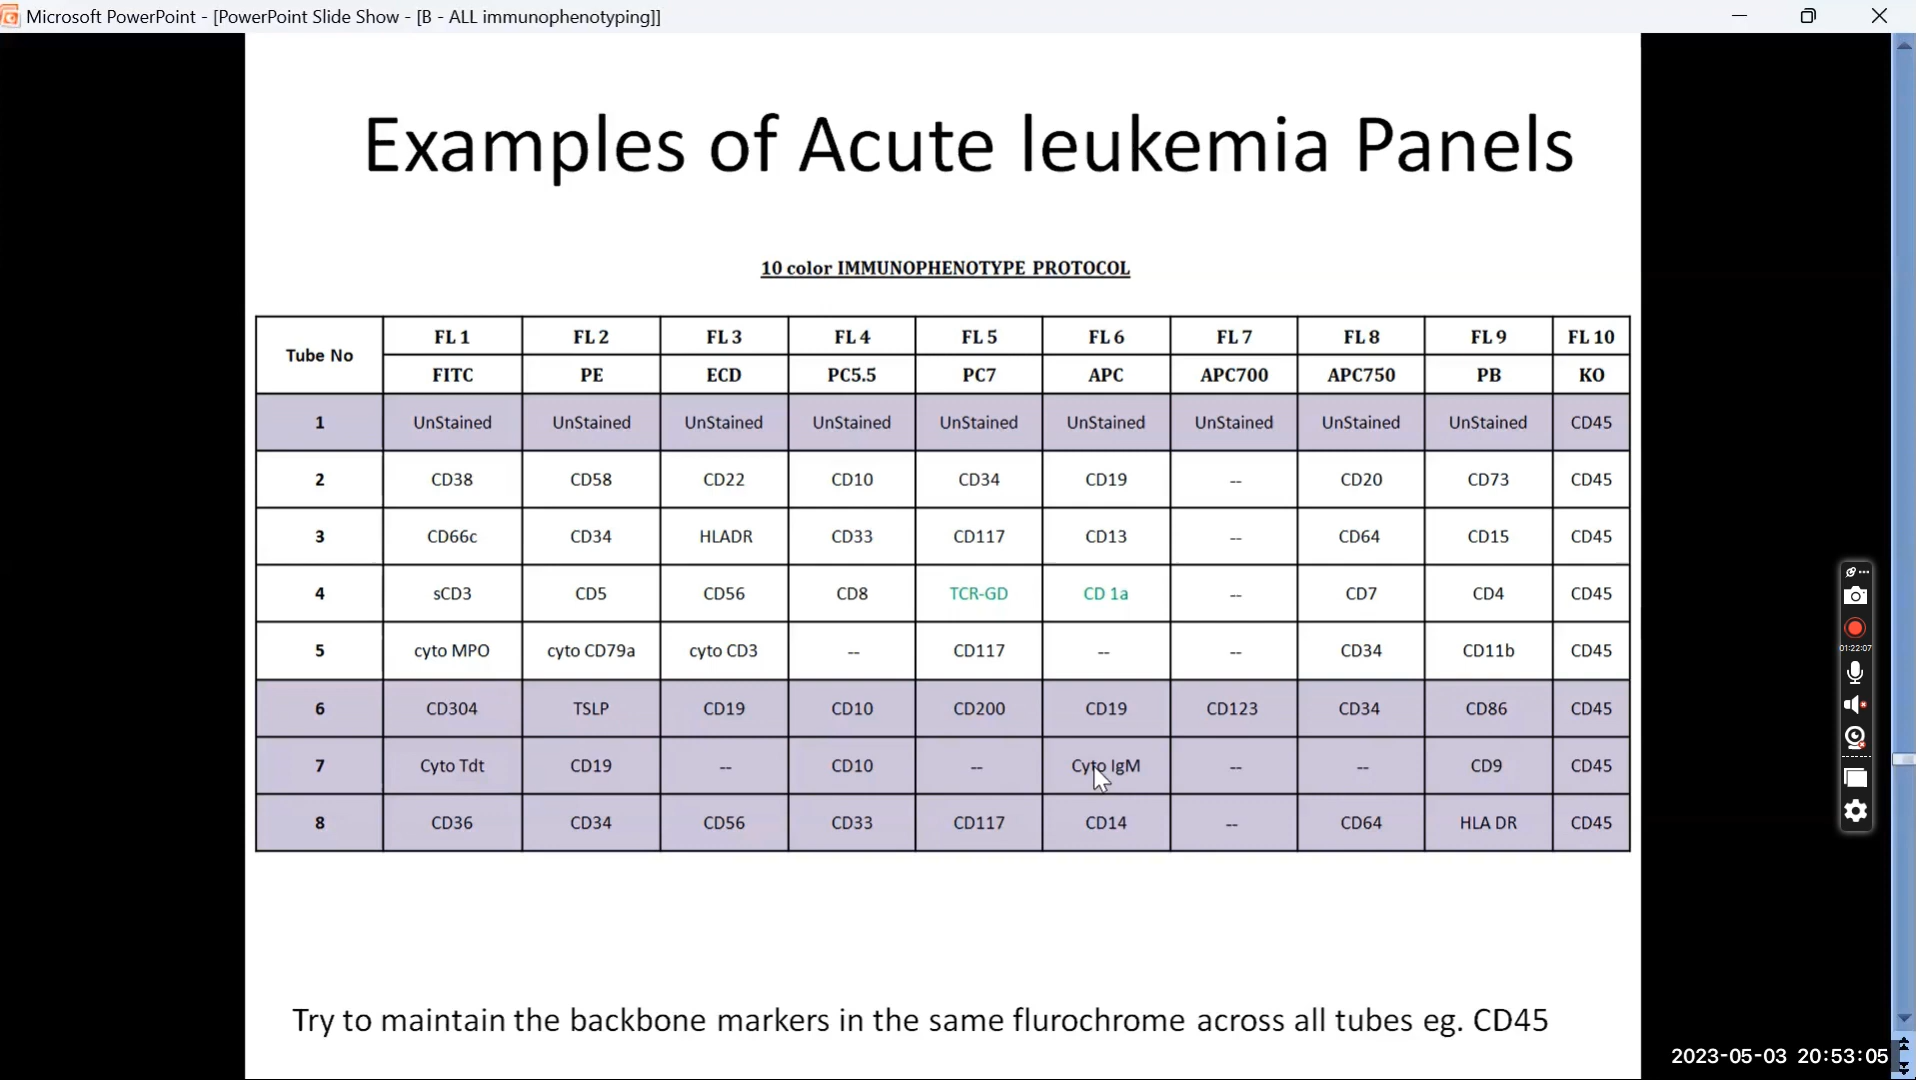 Microsoft PowerPoint - [PowerPoint Slide Show - [B - ALL immunophenotyping]]
Examples of Acute leukemia Panels
10 color IMMUNOPHENOTYPE PROTOCOL
Tube No FL 1 FL 2 FL 3 FL 4 FL 5 FL 6 FL 7 FL 8 FL 9 FL 10
FITC PE ECD PC5.5 PC7 APC APC700 APC750 PB KO
1 UnStained UnStained UnStained UnStained UnStained UnStained UnStained UnStained UnStained CD45
2 CD38 CD58 CD22 CD10 CD34 CD19 -- CD20 CD73 CD45
3 CD66c CD34 HLADR CD33 CD117 CD13 -- CD64 CD15 CD45
4 sCD3 CD5 CD56 CD8 TCR-GD CD 1a -- CD7 CD4 CD45
5 cyto MPO cyto CD79a cyto CD3 -- CD117 -- -- CD34 CD11b CD45
6 CD304 TSLP CD19 CD10 CD200 CD19 CD123 CD34 CD86 CD45
7 Cyto Tdt CD19 -- CD10 -- Cyto IgM -- -- CD9 CD45
8 CD36 CD34 CD56 CD33 CD117 CD14 -- CD64 HLA DR CD45
Try to maintain the backbone markers in the same flurochrome across all tubes eg. CD45
01:22:07
2023-05-03 20:53:05